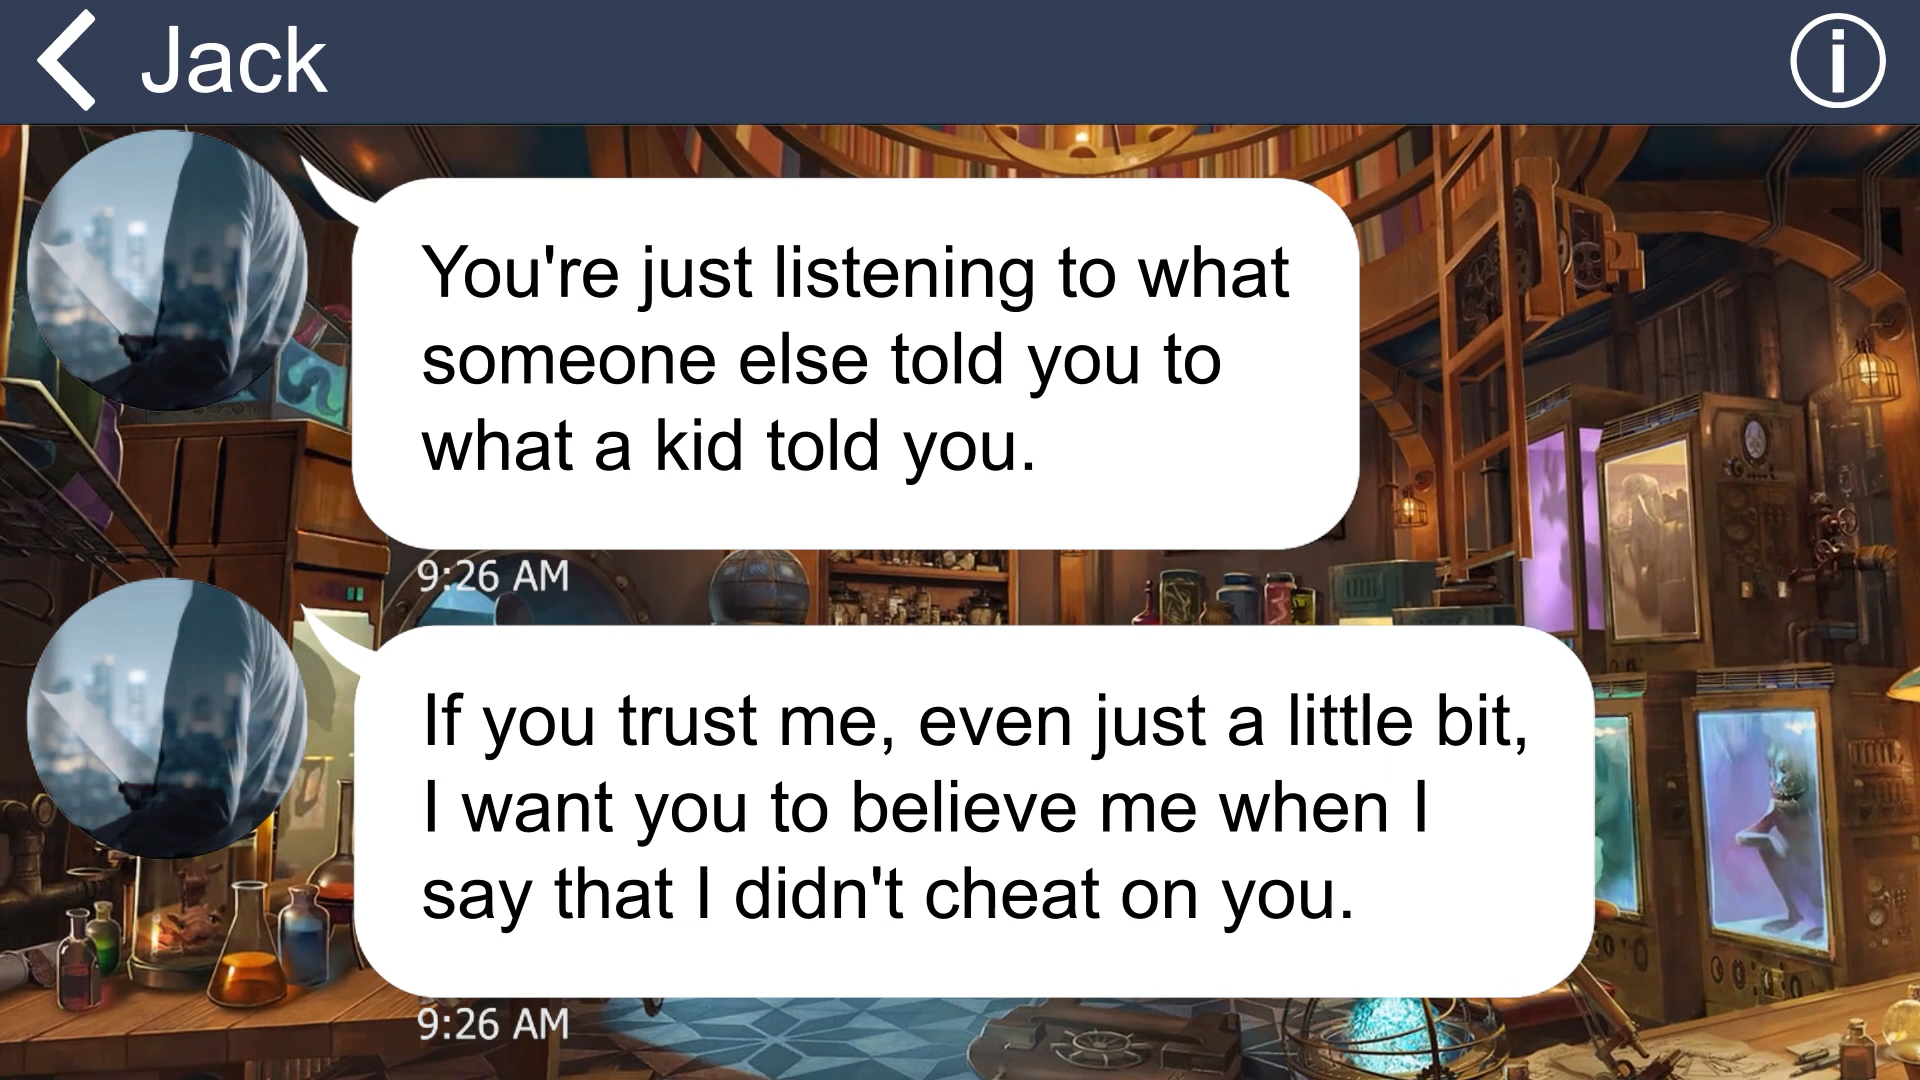 Jack
You're just listening to what
someone else told you to
what a kid told you.
9:26 AM
If you trust me, even just a little bit,
I want you to believe me when I
say that I didn't cheat on you.
9:26 AM